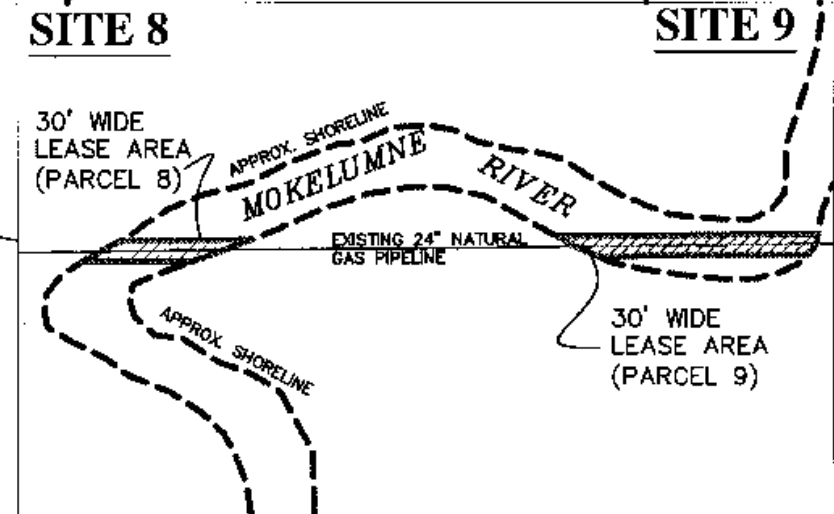 SITE 8
SITE 9
30' WIDE
LEASE AREA
(PARCEL 8)
APPROX. SHORELINE
MOKELUMNE RIVER
EXISTING 24" NATURAL
GAS PIPELINE
APPROX. SHORELINE
30' WIDE
LEASE AREA
(PARCEL 9)